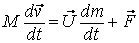 M dv⃗/dt = U⃗ dm/dt + F⃗